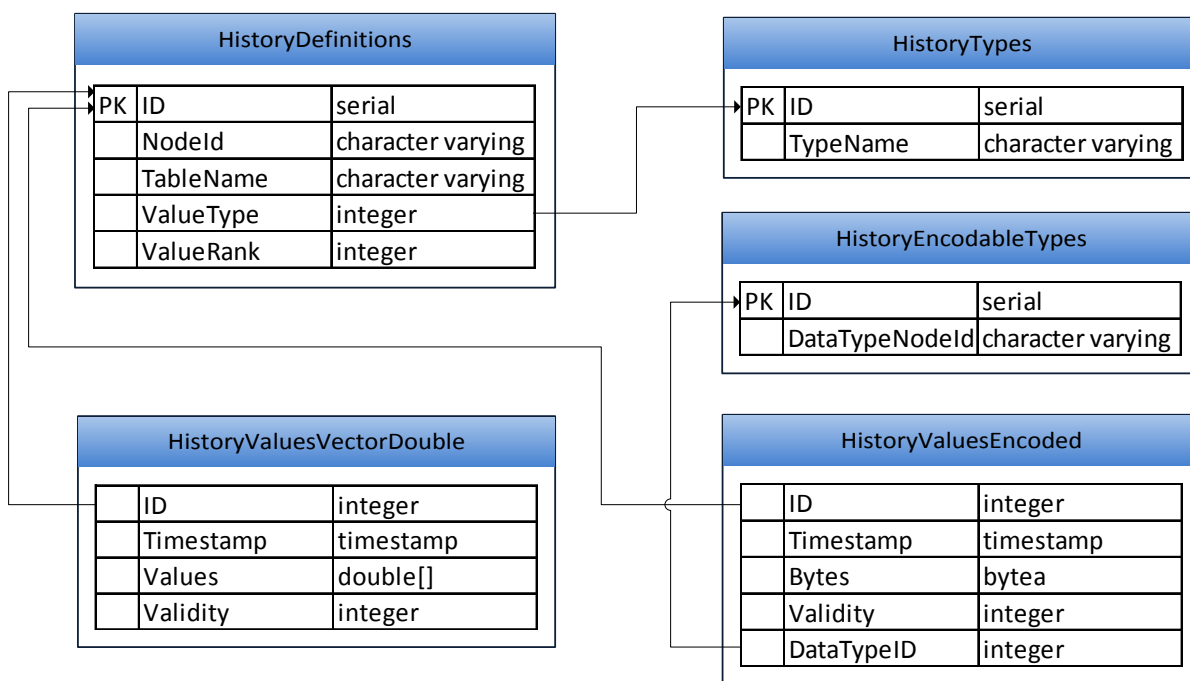 HistoryDefinitions
PK ID serial
NodeId character varying
TableName character varying
ValueType integer
ValueRank integer
HistoryTypes
PK ID serial
TypeName character varying
HistoryEncodableTypes
PK ID serial
DataTypeNodeId character varying
HistoryValuesVectorDouble
ID integer
Timestamp timestamp
Values double[]
Validity integer
HistoryValuesEncoded
ID integer
Timestamp timestamp
Bytes bytea
Validity integer
DataTypeID integer